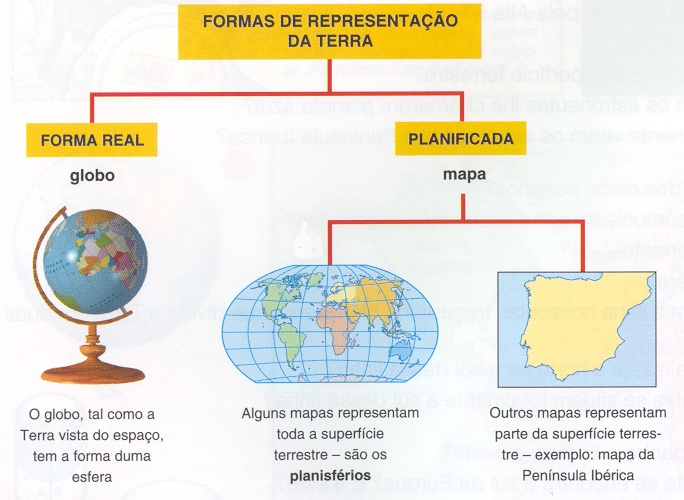 FORMAS DE REPRESENTAÇÃO
DA TERRA
FORMA REAL
globo
PLANIFICADA
mapa
O globo, tal como a
Terra vista do espaço,
tem a forma duma
esfera
Alguns mapas representam
toda a superfície
terrestre – são os
planisférios
Outros mapas representam
parte da superfície terres-
tre – exemplo: mapa da
Península Ibérica